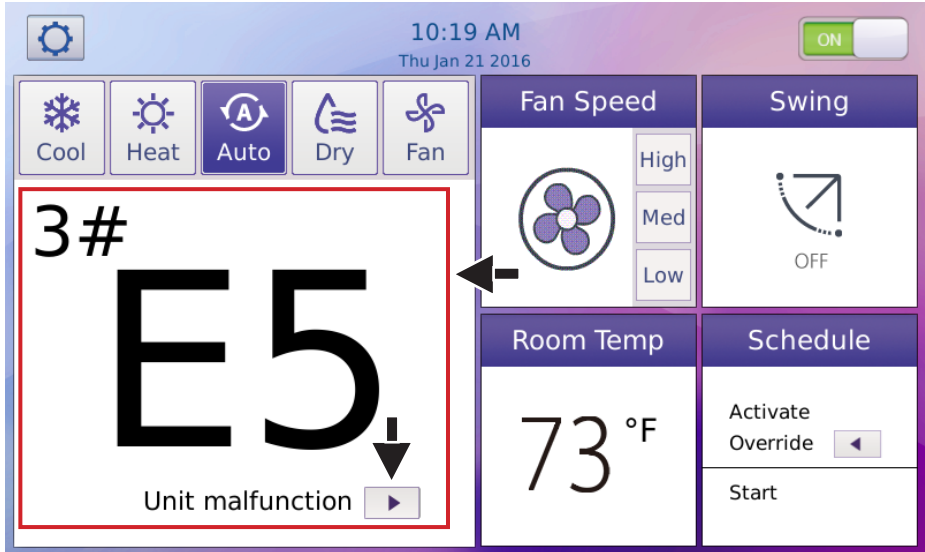 10:19 AM
Thu Jan 21 2016
ON
Cool
Heat
A
Auto
Dry
Fan
3#
E5
Unit malfunction
Fan Speed
High
Med
Low
Swing
OFF
Room Temp
73 °F
Schedule
Activate
Override
Start